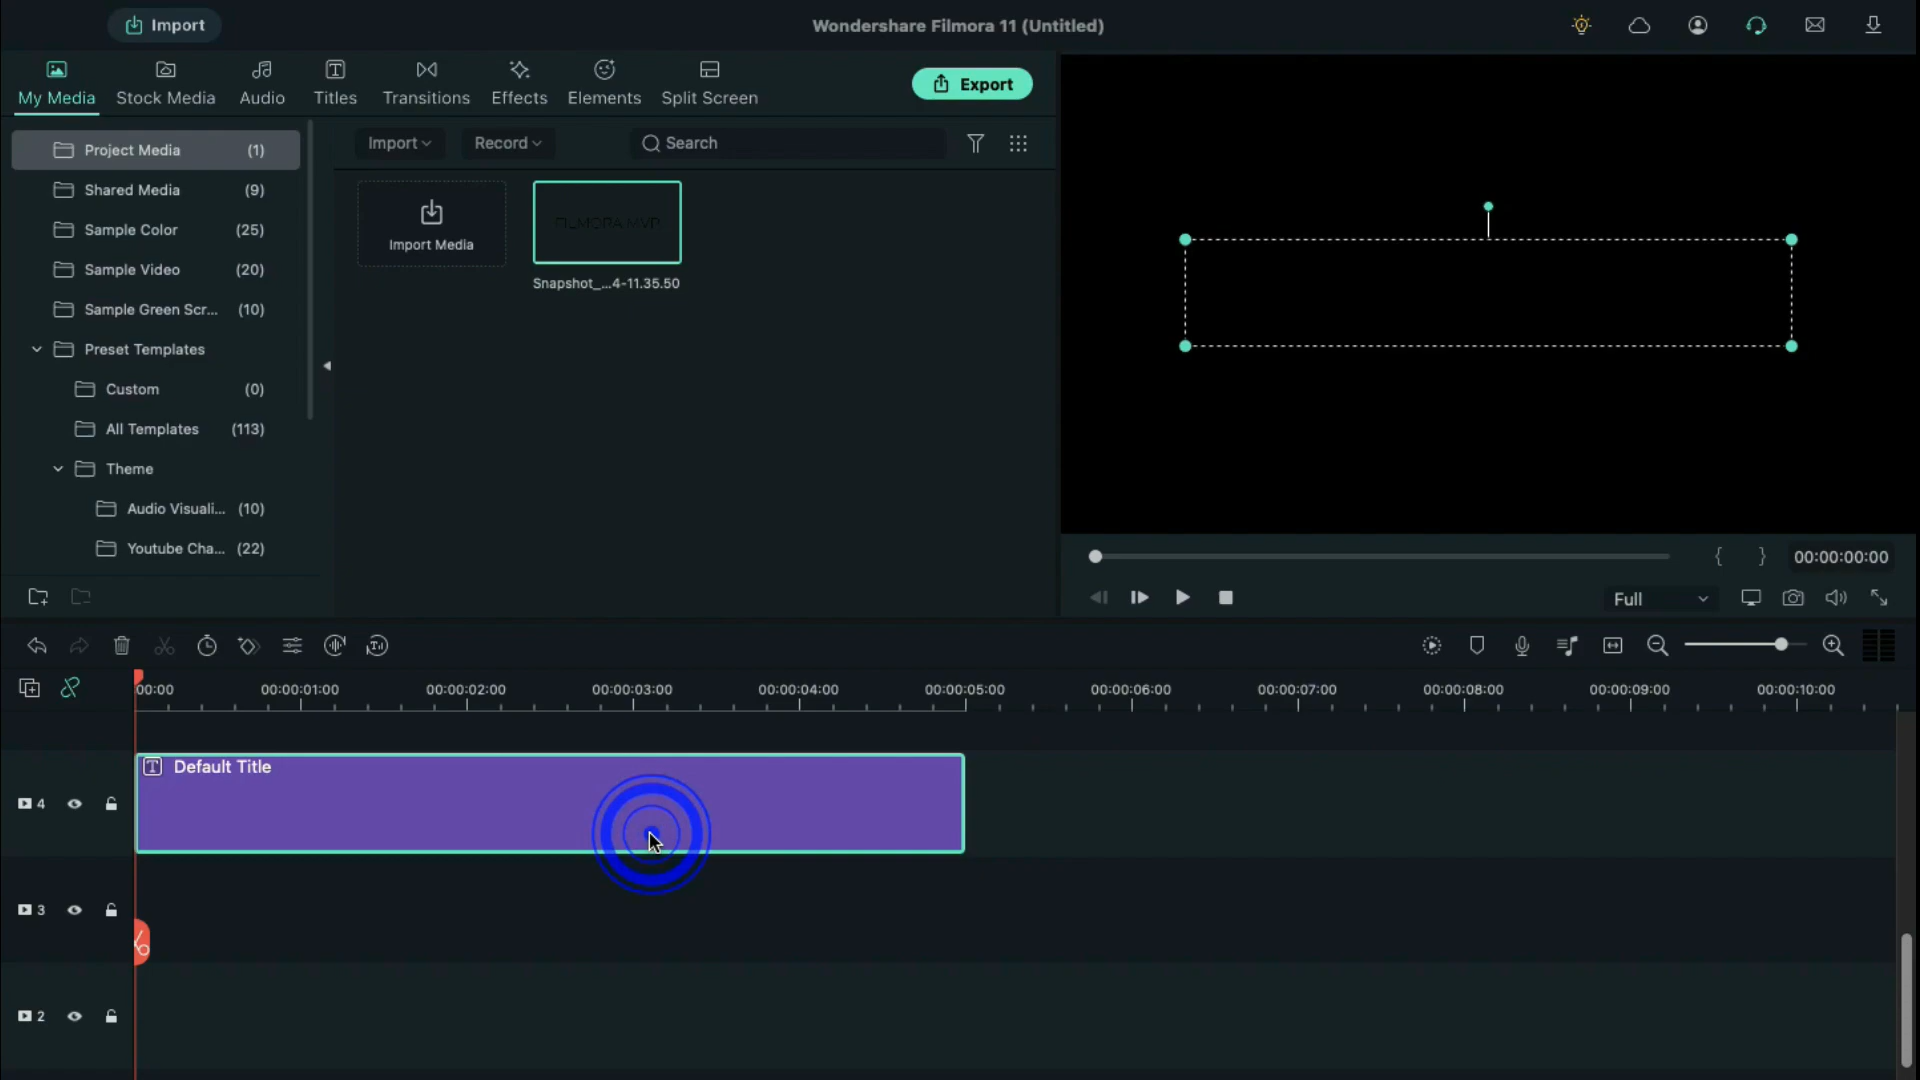 Import
Wondershare Filmora 11 (Untitled)
My Media
Stock Media
Audio
Titles
Transitions
Effects
Elements
Split Screen
Export
Project Media (1)
Shared Media (9)
Sample Color (25)
Sample Video (20)
Sample Green Scr... (10)
Preset Templates
Custom (0)
All Templates (113)
Theme
Audio Visuali... (10)
Youtube Cha... (22)
Import
Record
Search
Import Media
FILMORA MVP
Snapshot_...4-11.35.50
{ } 00:00:00:00
Full
00:00
00:00:01:00
00:00:02:00
00:00:03:00
00:00:04:00
00:00:05:00
00:00:06:00
00:00:07:00
00:00:08:00
00:00:09:00
00:00:10:00
T Default Title
4
3
2